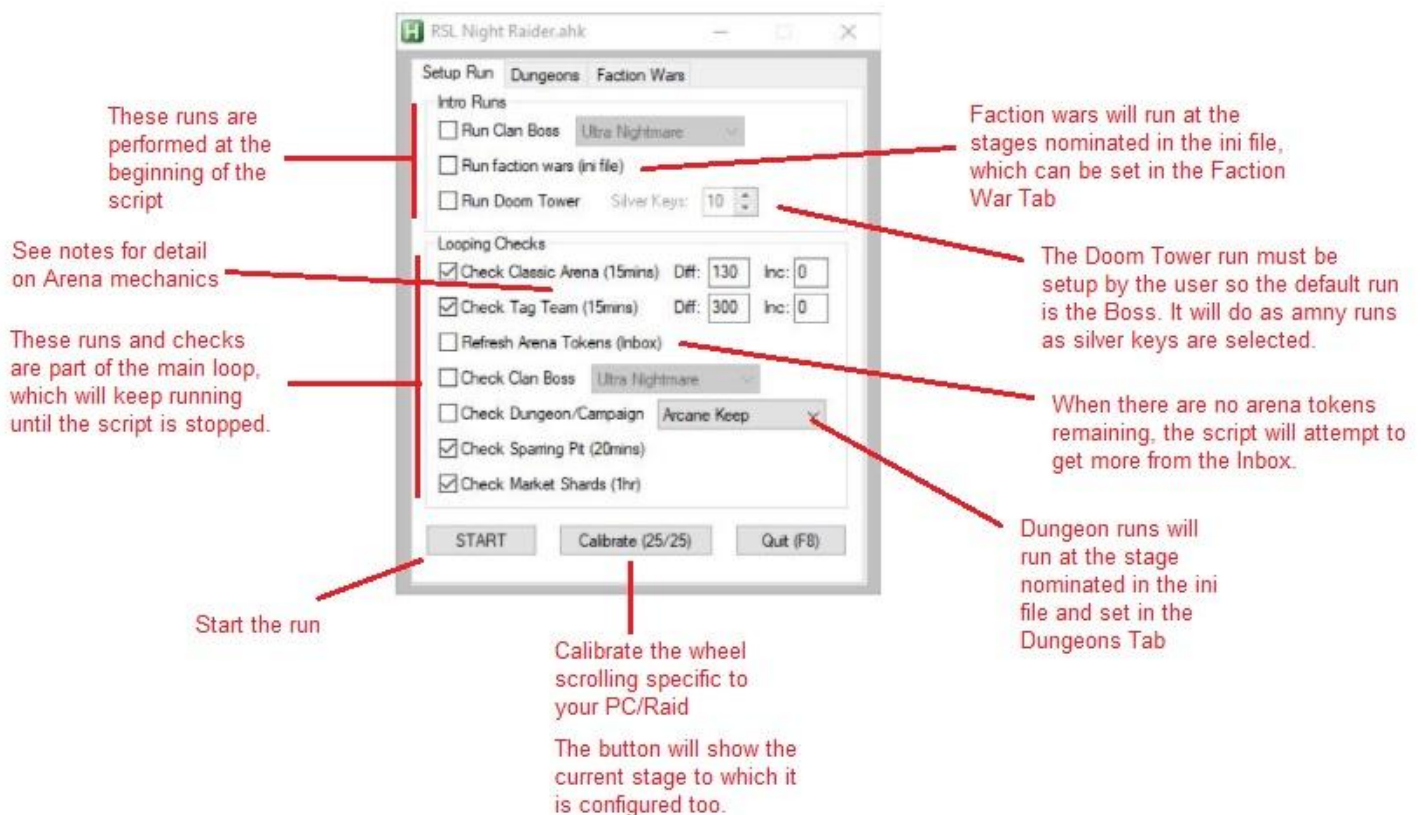 RSL Night Raider.ahk
Setup Run Dungeons Faction Wars
Intro Runs
Run Clan Boss Ultra Nightmare
Run faction wars (ini file)
Run Doom Tower Silver Keys: 10
Looping Checks
Check Classic Arena (15mins) Diff: 130 Inc: 0
Check Tag Team (15mins) Diff: 300 Inc: 0
Refresh Arena Tokens (Inbox)
Check Clan Boss Ultra Nightmare
Check Dungeon/Campaign Arcane Keep
Check Sparring Pit (20mins)
Check Market Shards (1hr)
START Calibrate (25/25) Quit (F8)
These runs are
performed at the
beginning of the
script
See notes for detail
on Arena mechanics
These runs and checks
are part of the main loop,
which will keep running
until the script is stopped.
Start the run
Calibrate the wheel
scrolling specific to
your PC/Raid
The button will show the
current stage to which it
is configured too.
Faction wars will run at the
stages nominated in the ini file,
which can be set in the Faction
War Tab
The Doom Tower run must be
setup by the user so the default run
is the Boss. It will do as amny runs
as silver keys are selected.
When there are no arena tokens
remaining, the script will attempt to
get more from the Inbox.
Dungeon runs will
run at the stage
nominated in the ini
file and set in the
Dungeons Tab